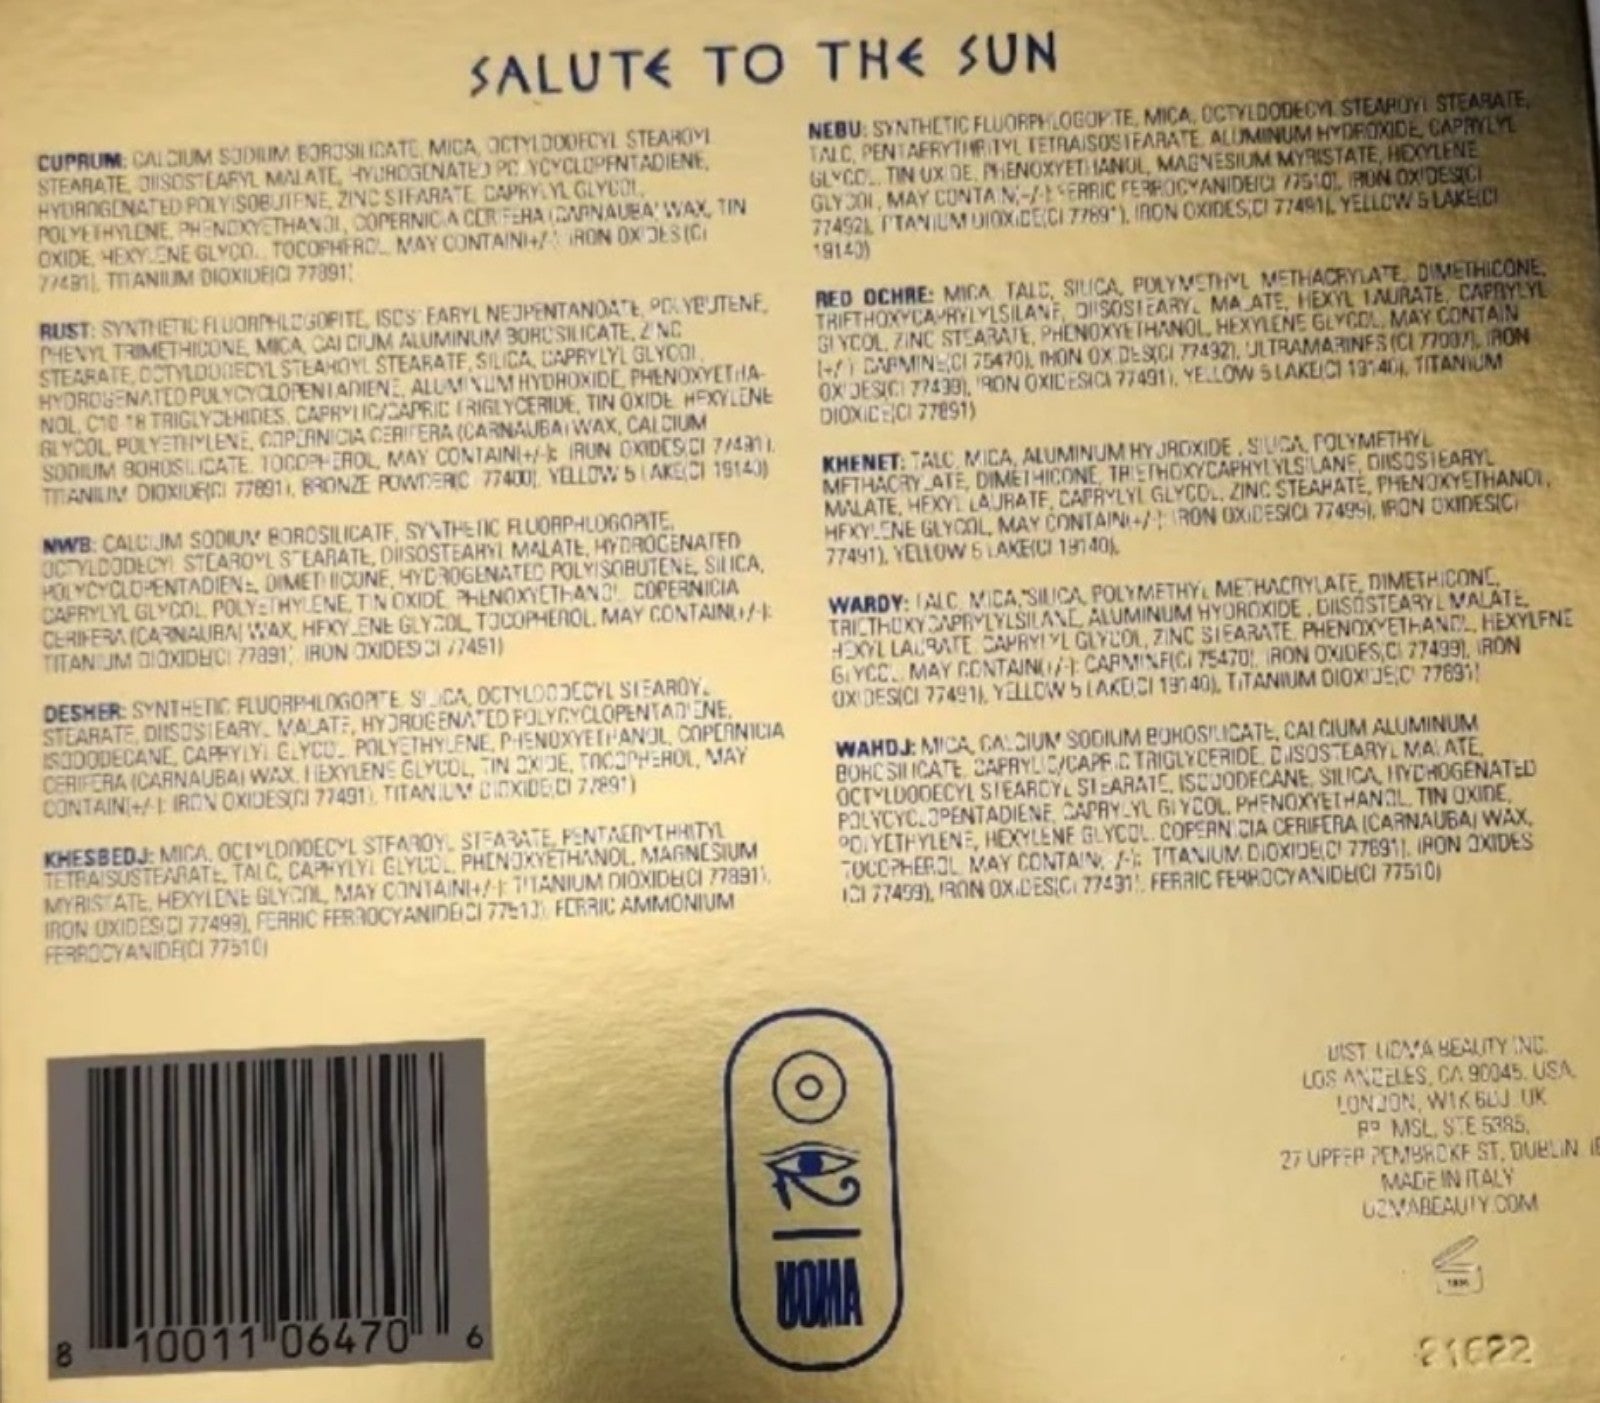 SALUTE TO THE SUN
CUPRUM: CALCIUM SODIUM BOROSILICATE, MICA, OCTYLDODECYL STEAROYL
STEARATE, DIISOSTEARYL MALATE, HYDROGENATED POLYCYCLOPENTADIENE,
HYDROGENATED POLYISOBUTENE, ZINC STEARATE, CAPRYLYL GLYCOL,
POLYETHYLENE, PHENOXYETHANOL, COPERNICIA CERIFERA (CARNAUBA) WAX, TIN
OXIDE, HEXYLENE GLYCOL, TOCOPHEROL, MAY CONTAIN(+/-): IRON OXIDES (CI
77491), TITANIUM DIOXIDE(CI 77891)
RUST: SYNTHETIC FLUORPHLOGOPITE, ISOSTEARYL NEOPENTANOATE, POLYBUTENE,
PHENYL TRIMETHICONE, MICA, CALCIUM ALUMINUM BOROSILICATE, ZINC
STEARATE, OCTYLDODECYL STEAROYL STEARATE, SILICA, CAPRYLYL GLYCOL,
HYDROGENATED POLYCYCLOPENTADIENE, ALUMINUM HYDROXIDE, PHENOXYETHA-
NOL, C10-18 TRIGLYCERIDES, CAPRYLIC/CAPRIC TRIGLYCERIDE, TIN OXIDE, HEXYLENE
GLYCOL, POLYETHYLENE, COPERNICIA CERIFERA (CARNAUBA) WAX, CALCIUM
SODIUM BOROSILICATE, TOCOPHEROL, MAY CONTAIN(+/-): IRON OXIDES(CI 77491),
TITANIUM DIOXIDE(CI 77891), BRONZE POWDER(CI 77400), YELLOW 5 LAKE(CI 19140)
NWB: CALCIUM SODIUM BOROSILICATE, SYNTHETIC FLUORPHLOGOPITE,
OCTYLDODECYL STEAROYL STEARATE, DIISOSTEARYL MALATE, HYDROGENATED
POLYCYCLOPENTADIENE, DIMETHICONE, HYDROGENATED POLYISOBUTENE, SILICA,
CAPRYLYL GLYCOL, POLYETHYLENE, TIN OXIDE, PHENOXYETHANOL, COPERNICIA
CERIFERA (CARNAUBA) WAX, HEXYLENE GLYCOL, TOCOPHEROL, MAY CONTAIN(+/-):
TITANIUM DIOXIDE(CI 77891), IRON OXIDES(CI 77491)
DESHER: SYNTHETIC FLUORPHLOGOPITE, SILICA, OCTYLDODECYL STEAROYL
STEARATE, DIISOSTEARYL MALATE, HYDROGENATED POLYCYCLOPENTADIENE,
ISODODECANE, CAPRYLYL GLYCOL, POLYETHYLENE, PHENOXYETHANOL, COPERNICIA
CERIFERA (CARNAUBA) WAX, HEXYLENE GLYCOL, TIN OXIDE, TOCOPHEROL, MAY
CONTAIN(+/-): IRON OXIDES(CI 77491), TITANIUM DIOXIDE(CI 77891)
KHESBEDJ: MICA, OCTYLDODECYL STEAROYL STEARATE, PENTAERYTHRITYL
TETRAISOSTEARATE, TALC, CAPRYLYL GLYCOL, PHENOXYETHANOL, MAGNESIUM
MYRISTATE, HEXYLENE GLYCOL, MAY CONTAIN(+/-): TITANIUM DIOXIDE(CI 77891),
IRON OXIDES(CI 77499), FERRIC FERROCYANIDE(CI 77510), FERRIC AMMONIUM
FERROCYANIDE(CI 77510)
NEBU: SYNTHETIC FLUORPHLOGOPITE, MICA, OCTYLDODECYL STEAROYL STEARATE,
TALC, PENTAERYTHRITYL TETRAISOSTEARATE, ALUMINUM HYDROXIDE, CAPRYLYL
GLYCOL, TIN OXIDE, PHENOXYETHANOL, MAGNESIUM MYRISTATE, HEXYLENE
GLYCOL, MAY CONTAIN(+/-): FERRIC FERROCYANIDE(CI 77510), IRON OXIDES(CI
77492), TITANIUM DIOXIDE(CI 77891), IRON OXIDES(CI 77491), YELLOW 5 LAKE(CI
19140)
RED OCHRE: MICA, TALC, SILICA, POLYMETHYL METHACRYLATE, DIMETHICONE,
TRIETHOXYCAPRYLYLSILANE, DIISOSTEARYL MALATE, HEXYL LAURATE, CAPRYLYL
GLYCOL, ZINC STEARATE, PHENOXYETHANOL, HEXYLENE GLYCOL, MAY CONTAIN
(+/-): CARMINE(CI 75470), IRON OXIDES(CI 77492), ULTRAMARINES (CI 77007), IRON
OXIDES(CI 77499), IRON OXIDES(CI 77491), YELLOW 5 LAKE(CI 19140), TITANIUM
DIOXIDE(CI 77891)
KHENET: TALC, MICA, ALUMINUM HYDROXIDE, SILICA, POLYMETHYL
METHACRYLATE, DIMETHICONE, TRIETHOXYCAPRYLYLSILANE, DIISOSTEARYL
MALATE, HEXYL LAURATE, CAPRYLYL GLYCOL, ZINC STEARATE, PHENOXYETHANOL,
HEXYLENE GLYCOL, MAY CONTAIN(+/-): IRON OXIDES(CI 77499), IRON OXIDES(CI
77491), YELLOW 5 LAKE(CI 19140),
WARDY: TALC, MICA, SILICA, POLYMETHYL METHACRYLATE, DIMETHICONE,
TRIETHOXYCAPRYLYLSILANE, ALUMINUM HYDROXIDE, DIISOSTEARYL MALATE,
HEXYL LAURATE, CAPRYLYL GLYCOL, ZINC STEARATE, PHENOXYETHANOL, HEXYLENE
GLYCOL, MAY CONTAIN(+/-): CARMINE(CI 75470), IRON OXIDES(CI 77499), IRON
OXIDES(CI 77491), YELLOW 5 LAKE(CI 19140), TITANIUM DIOXIDE(CI 77891)
WAHDJ: MICA, CALCIUM SODIUM BOROSILICATE, CALCIUM ALUMINUM
BOROSILICATE, CAPRYLIC/CAPRIC TRIGLYCERIDE, DIISOSTEARYL MALATE,
OCTYLDODECYL STEAROYL STEARATE, ISODODECANE, SILICA, HYDROGENATED
POLYCYCLOPENTADIENE, CAPRYLYL GLYCOL, PHENOXYETHANOL, TIN OXIDE,
POLYETHYLENE, HEXYLENE GLYCOL, COPERNICIA CERIFERA (CARNAUBA) WAX,
TOCOPHEROL, MAY CONTAIN(+/-): TITANIUM DIOXIDE(CI 77891), IRON OXIDES
(CI 77499), IRON OXIDES(CI 77491), FERRIC FERROCYANIDE(CI 77510)
8 10011 06470 6
UOMA
DIST. UOMA BEAUTY INC.
LOS ANGELES, CA 90045, USA,
LONDON, W1K 6DJ UK
RP MSL, STE 5385,
27 UPPER PEMBROKE ST, DUBLIN
MADE IN ITALY
UOMABEAUTY.COM
21622